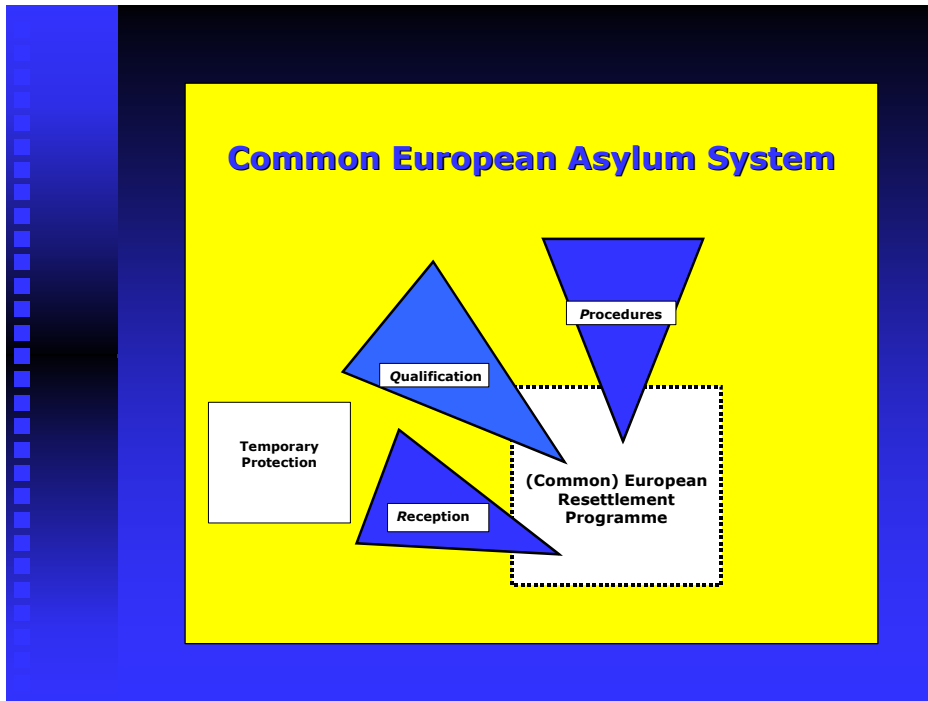 Common European Asylum System
Procedures
Qualification
Temporary
Protection
(Common) European
Resettlement
Programme
Reception